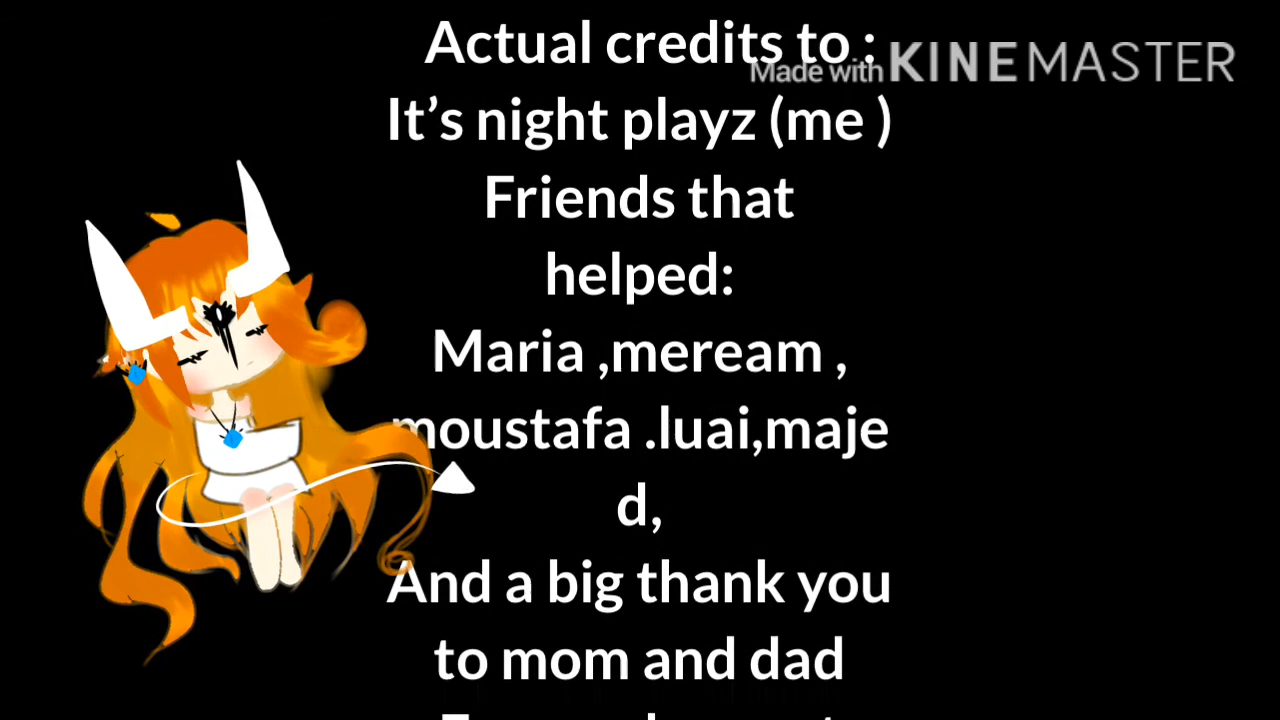 Actual credits to :
Made with KINEMASTER
It’s night playz (me )
Friends that
helped:
Maria ,meream ,
moustafa .luai,maje
d,
And a big thank you
to mom and dad